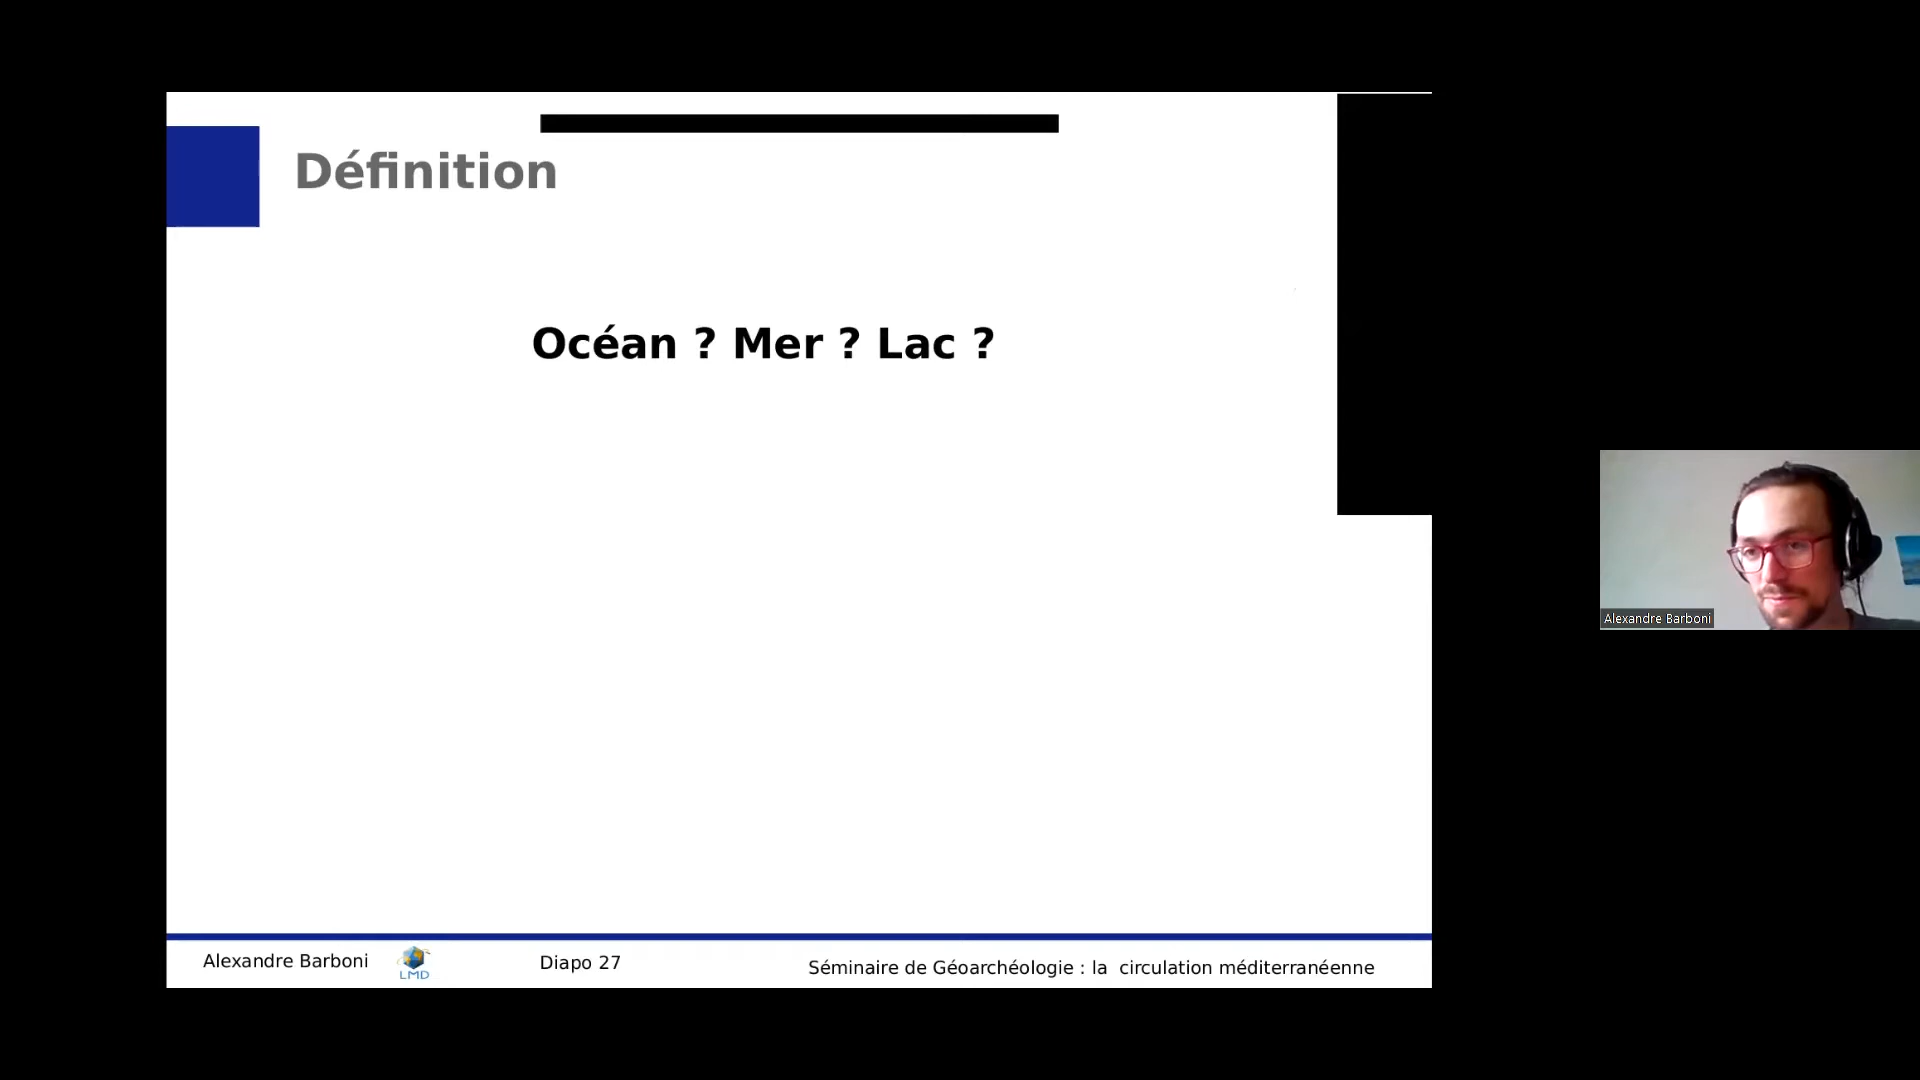 Définition
Océan ? Mer ? Lac ?
Alexandre Barboni
Alexandre Barboni
LMD
Diapo 27
Séminaire de Géoarchéologie : la  circulation méditerranéenne